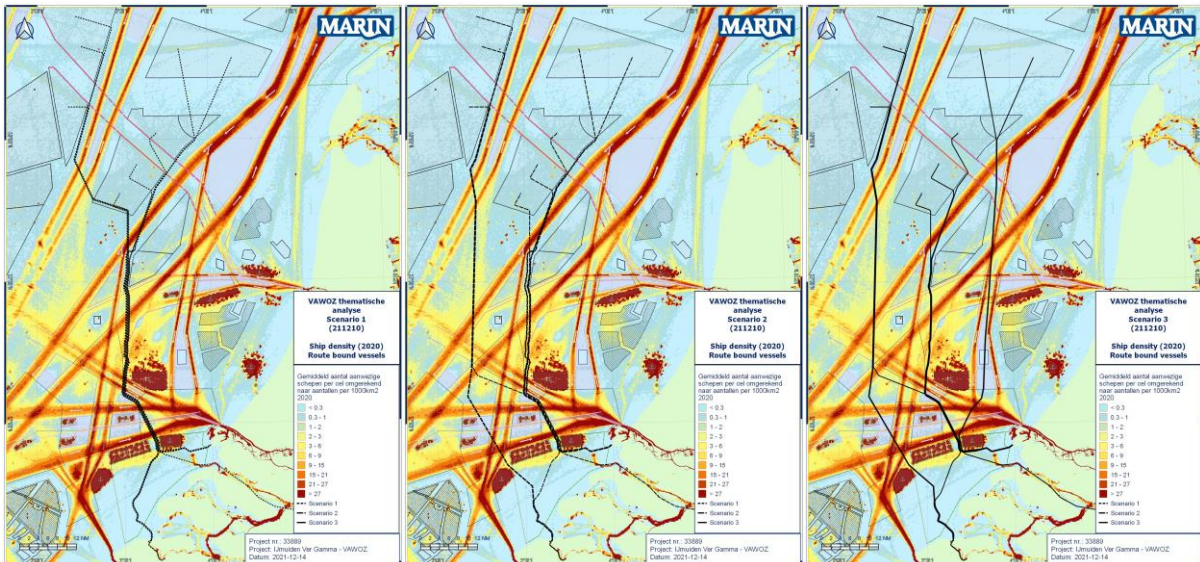 MARIN
VAWOZ thematische
analyse
Scenario 1
(211210)
Ship density (2020)
Route bound vessels
Gemiddeld aantal aanwezige
schepen per cel omgerekend
naar aantallen per 1000km2
2020
< 0.3
0.3 - 1
1 - 2
2 - 3
3 - 6
6 - 9
9 - 15
15 - 21
21 - 27
> 27
Scenario 1
Scenario 2
Scenario 3
Project nr.: 33889
Project: IJmuiden Ver Gamma - VAWOZ
Datum: 2021-12-14
MARIN
VAWOZ thematische
analyse
Scenario 2
(211210)
Ship density (2020)
Route bound vessels
Gemiddeld aantal aanwezige
schepen per cel omgerekend
naar aantallen per 1000km2
2020
< 0.3
0.3 - 1
1 - 2
2 - 3
3 - 6
6 - 9
9 - 15
15 - 21
21 - 27
> 27
Scenario 1
Scenario 2
Scenario 3
Project nr.: 33889
Project: IJmuiden Ver Gamma - VAWOZ
Datum: 2021-12-14
MARIN
VAWOZ thematische
analyse
Scenario 3
(211210)
Ship density (2020)
Route bound vessels
Gemiddeld aantal aanwezige
schepen per cel omgerekend
naar aantallen per 1000km2
2020
< 0.3
0.3 - 1
1 - 2
2 - 3
3 - 6
6 - 9
9 - 15
15 - 21
21 - 27
> 27
Scenario 1
Scenario 2
Scenario 3
Project nr.: 33889
Project: IJmuiden Ver Gamma - VAWOZ
Datum: 2021-12-14